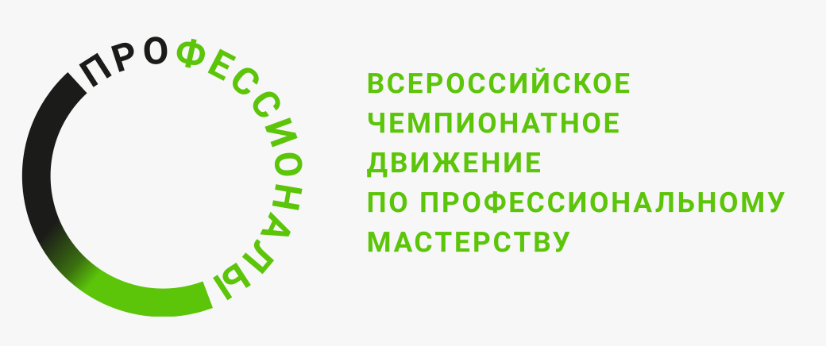 ПРОФЕССИОНАЛЫ
ВСЕРОССИЙСКОЕ
ЧЕМПИОНАТНОЕ
ДВИЖЕНИЕ
ПО ПРОФЕССИОНАЛЬНОМУ
МАСТЕРСТВУ